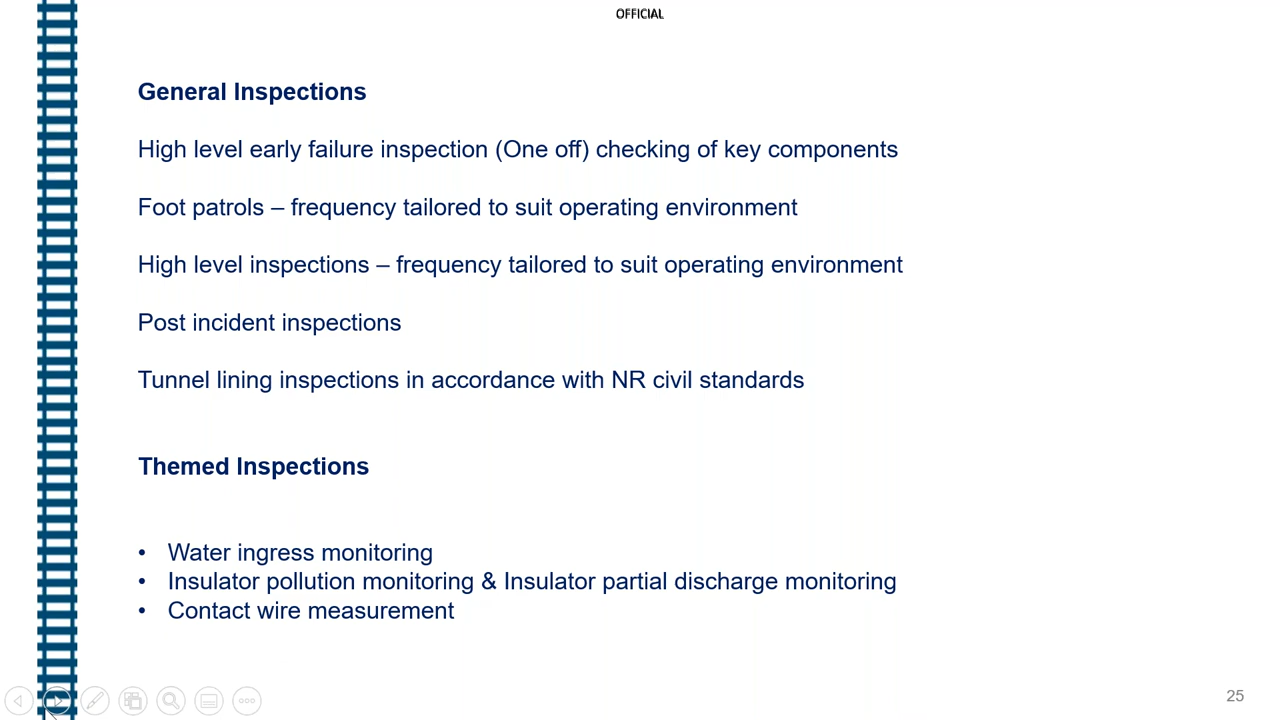 OFFICIAL
General Inspections
High level early failure inspection (One off) checking of key components
Foot patrols – frequency tailored to suit operating environment
High level inspections – frequency tailored to suit operating environment
Post incident inspections
Tunnel lining inspections in accordance with NR civil standards
Themed Inspections
• Water ingress monitoring
• Insulator pollution monitoring & Insulator partial discharge monitoring
• Contact wire measurement
25